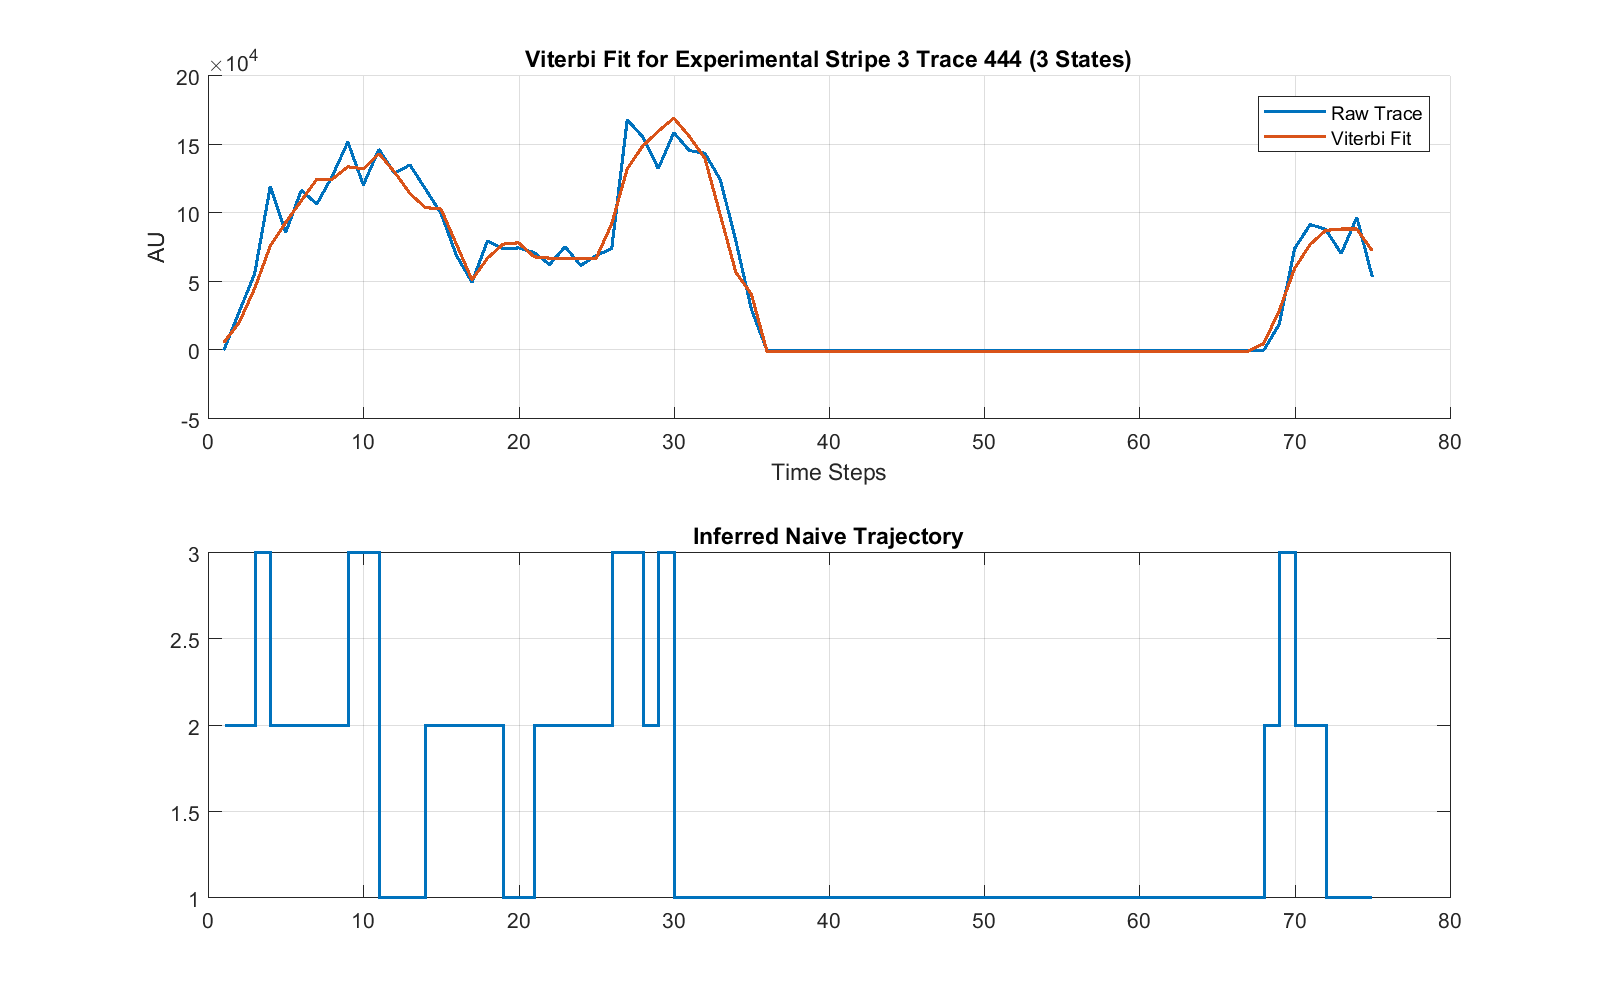 Viterbi Fit for Experimental Stripe 3 Trace 444 (3 States)
×10⁴
20
15
10
5
0
-5
AU
Raw Trace
Viterbi Fit
0 10 20 30 40 50 60 70 80
Time Steps
Inferred Naive Trajectory
3
2.5
2
1.5
1
0 10 20 30 40 50 60 70 80